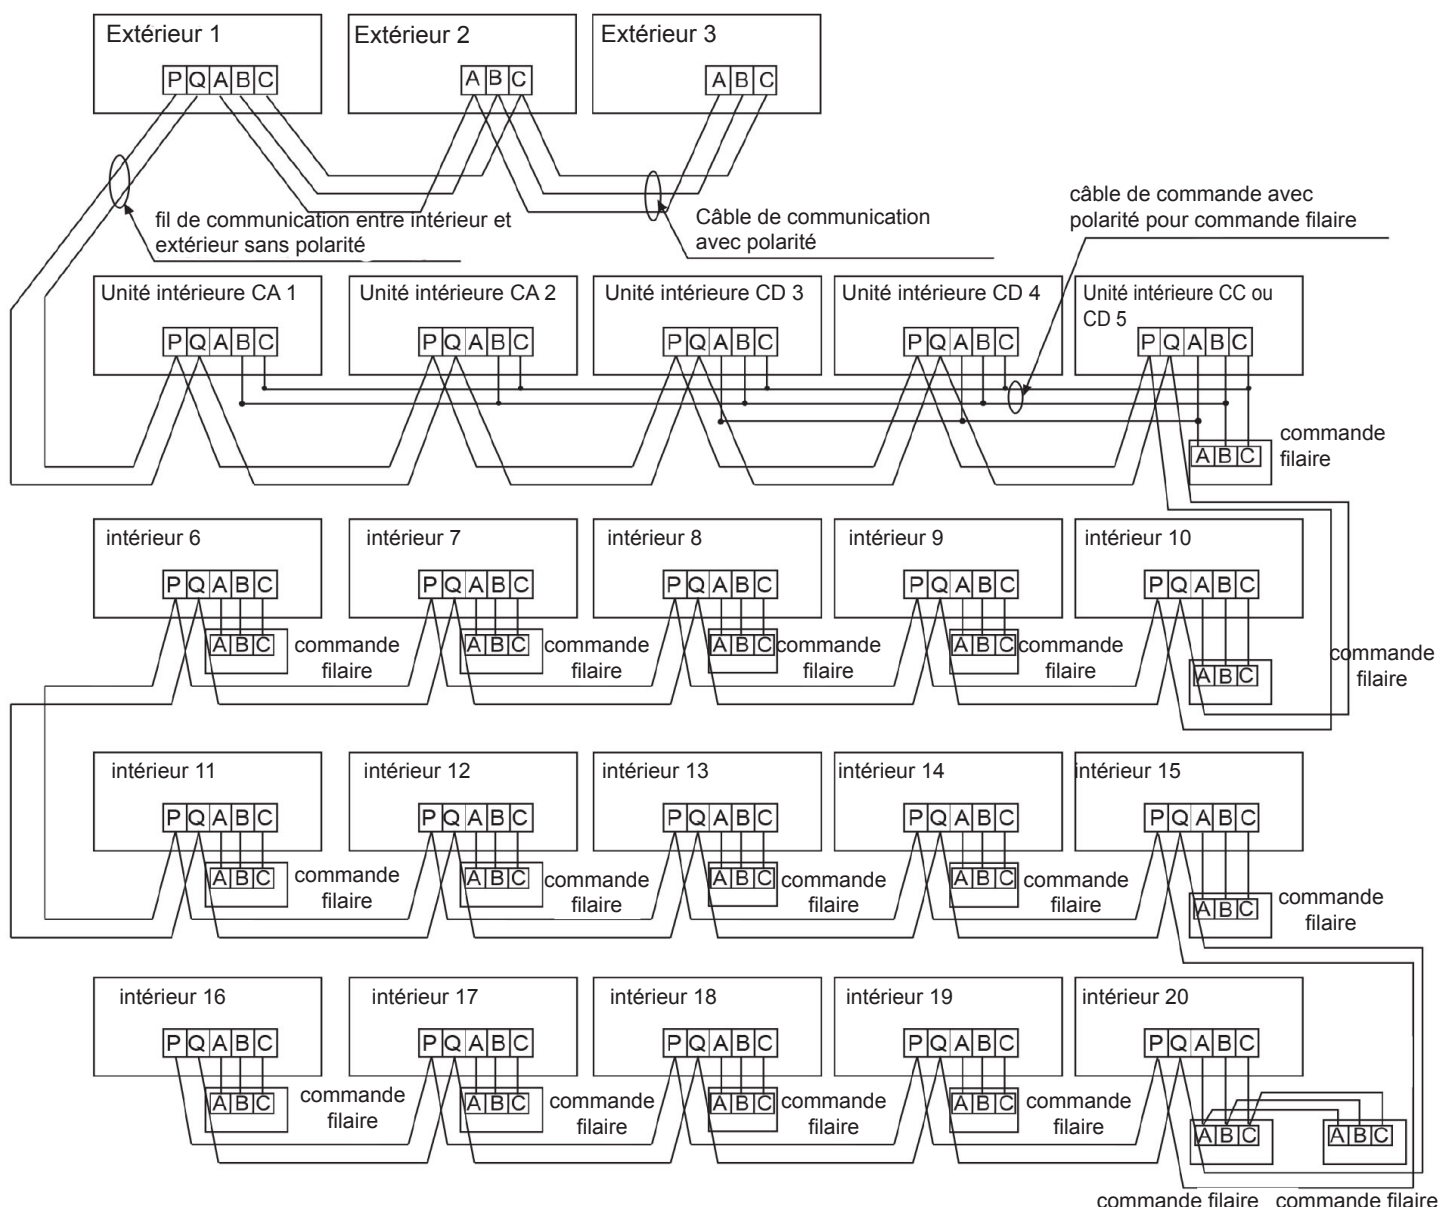 Extérieur 1
Extérieur 2
Extérieur 3
P Q A B C
A B C
A B C
fil de communication entre intérieur et
extérieur sans polarité
Câble de communication
avec polarité
câble de commande avec
polarité pour commande filaire
Unité intérieure CA 1
Unité intérieure CA 2
Unité intérieure CD 3
Unité intérieure CD 4
Unité intérieure CC ou
CD 5
P Q A B C
P Q A B C
P Q A B C
P Q A B C
P Q A B C
A B C
commande
filaire
intérieur 6
intérieur 7
intérieur 8
intérieur 9
intérieur 10
P Q A B C
P Q A B C
P Q A B C
P Q A B C
P Q A B C
A B C
commande
filaire
A B C
commande
filaire
A B C
commande
filaire
A B C
commande
filaire
A B C
commande
filaire
intérieur 11
intérieur 12
intérieur 13
intérieur 14
intérieur 15
P Q A B C
P Q A B C
P Q A B C
P Q A B C
P Q A B C
A B C
commande
filaire
A B C
commande
filaire
A B C
commande
filaire
A B C
commande
filaire
A B C
commande
filaire
intérieur 16
intérieur 17
intérieur 18
intérieur 19
intérieur 20
P Q A B C
P Q A B C
P Q A B C
P Q A B C
P Q A B C
A B C
commande
filaire
A B C
commande
filaire
A B C
commande
filaire
A B C
commande
filaire
A B C
A B C
commande filaire
commande filaire